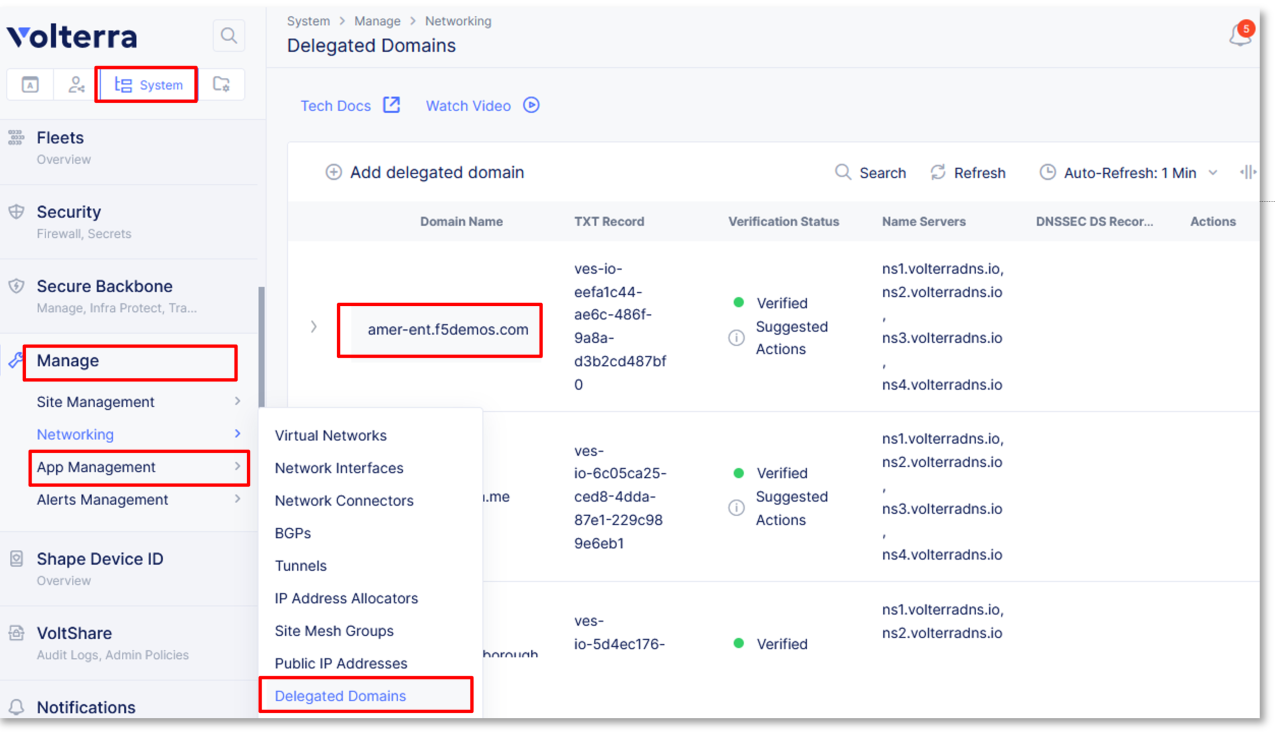 Volterra
System
Fleets
Overview
Security
Firewall, Secrets
Secure Backbone
Manage, Infra Protect, Tra...
Manage
Site Management
Networking
App Management
Alerts Management
Shape Device ID
Overview
VoltShare
Audit Logs, Admin Policies
Notifications
Virtual Networks
Network Interfaces
Network Connectors
BGPs
Tunnels
IP Address Allocators
Site Mesh Groups
Public IP Addresses
Delegated Domains
System > Manage > Networking
Delegated Domains
5
Tech Docs Watch Video
Add delegated domain Search Refresh Auto-Refresh: 1 Min
Domain Name TXT Record Verification Status Name Servers DNSSEC DS Recor... Actions
amer-ent.f5demos.com
ves-io-
eefa1c44-
ae6c-486f-
9a8a-
d3b2cd487bf
0
Verified
Suggested
Actions
ns1.volterradns.io,
ns2.volterradns.io
,
ns3.volterradns.io
,
ns4.volterradns.io
.me
ves-
io-6c05ca25-
ced8-4dda-
87e1-229c98
9e6eb1
Verified
Suggested
Actions
ns1.volterradns.io,
ns2.volterradns.io
,
ns3.volterradns.io
,
ns4.volterradns.io
borough
ves-
io-5d4ec176-
Verified
ns1.volterradns.io,
ns2.volterradns.io